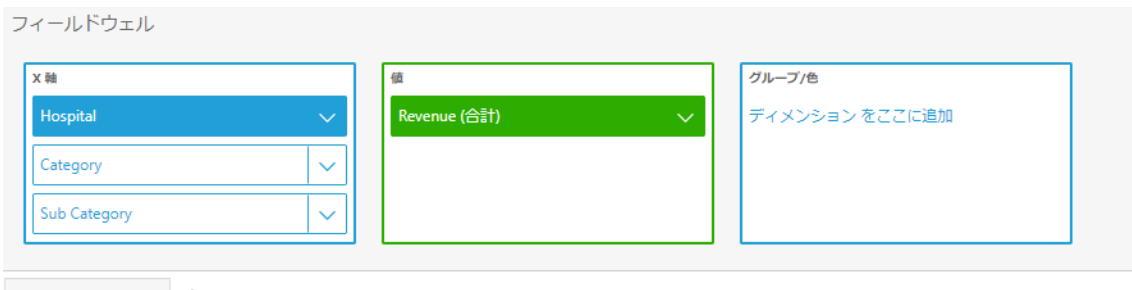 フィールドウェル
X 軸
Hospital
Category
Sub Category
値
Revenue (合計)
グループ/色
ディメンション をここに追加